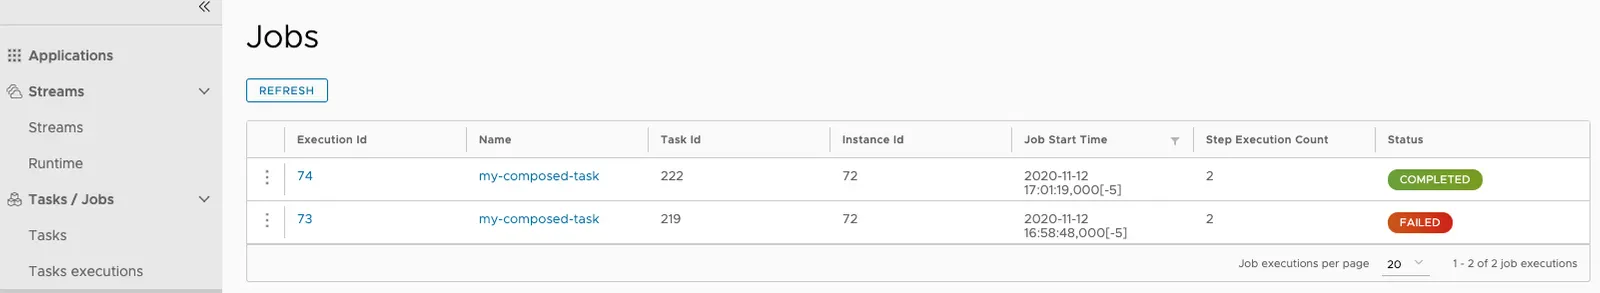 Applications
Streams
Streams
Runtime
Tasks / Jobs
Tasks
Tasks executions
Jobs
REFRESH
Execution Id Name Task Id Instance Id Job Start Time Step Execution Count Status
74 my-composed-task 222 72 2020-11-12 2 COMPLETED
17:01:19,000[-5]
73 my-composed-task 219 72 2020-11-12 2 FAILED
16:58:48,000[-5]
Job executions per page 20 1 - 2 of 2 job executions